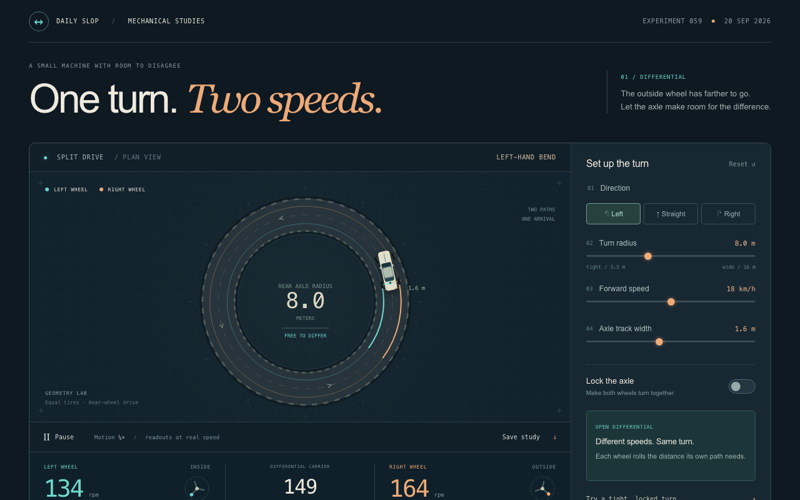 DAILY SLOP / MECHANICAL STUDIES
EXPERIMENT 059 • 20 SEP 2026
A SMALL MACHINE WITH ROOM TO DISAGREE
One turn. Two speeds.
01 / DIFFERENTIAL
The outside wheel has farther to go.
Let the axle make room for the difference.
SPLIT DRIVE / PLAN VIEW
LEFT-HAND BEND
LEFT WHEEL
RIGHT WHEEL
TWO PATHS
ONE ARRIVAL
REAR AXLE RADIUS
8.0
METERS
FREE TO DIFFER
1.6 m
GEOMETRY LAB
Equal tires · Rear-wheel drive
Pause
Motion ¼× / readouts at real speed
Save study ↓
LEFT WHEEL
INSIDE
134 rpm
DIFFERENTIAL CARRIER
149
RIGHT WHEEL
OUTSIDE
164 rpm
Set up the turn
Reset ↺
01 Direction
↰ Left
↑ Straight
↱ Right
02 Turn radius
8.0 m
tight / 3.5 m
wide / 16 m
03 Forward speed
18 km/h
04 Axle track width
1.6 m
Lock the axle
Make both wheels turn together.
OPEN DIFFERENTIAL
Different speeds. Same turn.
Each wheel rolls the distance its own path needs.
Try a tight, locked turn